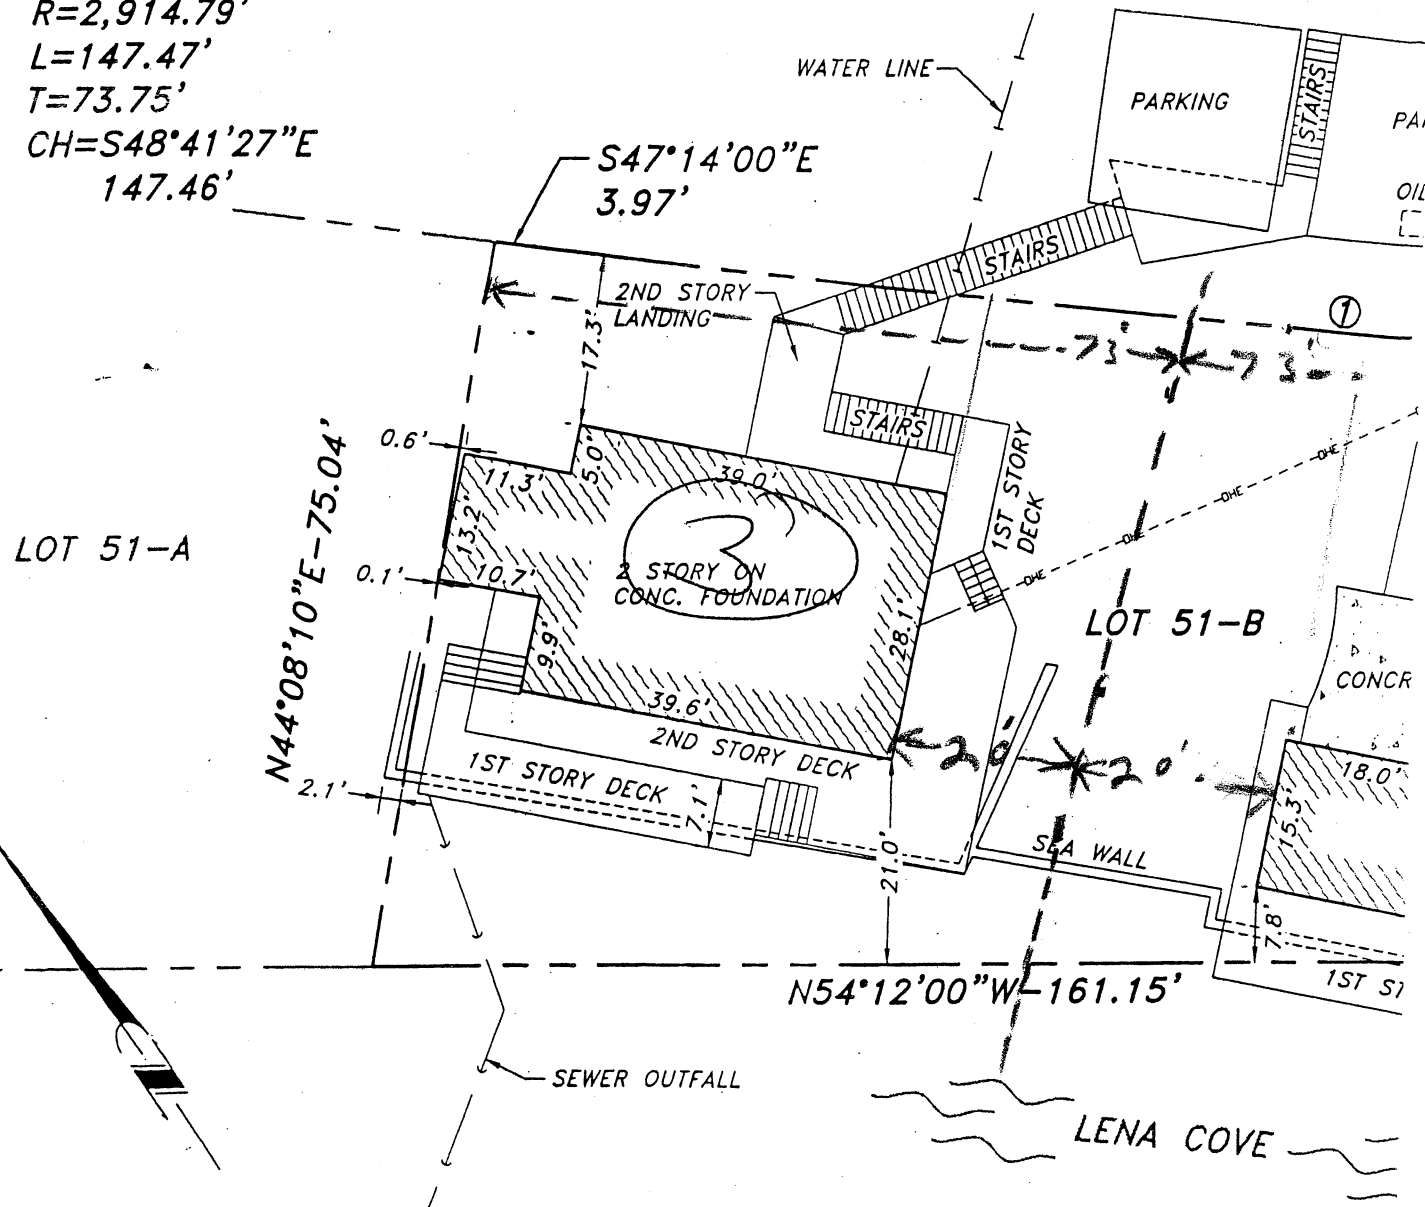 R=2,914.79'
L=147.47'
T=73.75'
CH=S48°41'27"E
147.46'
S47°14'00"E
3.97'
WATER LINE
PARKING
STAIRS
OIL
STAIRS
2ND STORY
LANDING
17.3'
1
73'
73'
STAIRS
1ST STORY
DECK
0.6'
11.3'
5.0'
39.0'
13.2'
3
2 STORY ON
CONC. FOUNDATION
0.1'
10.7'
9.9'
28.1'
39.6'
OHE
OHE
OHE
OHE
LOT 51-A
N44°08'10"E-75.04'
LOT 51-B
CONCR
2ND STORY DECK
1ST STORY DECK
7.1'
2.1'
20'
20'
18.0'
15.3'
21.0'
SEA WALL
7.8'
N54°12'00"W-161.15'
1ST ST
SEWER OUTFALL
LENA COVE